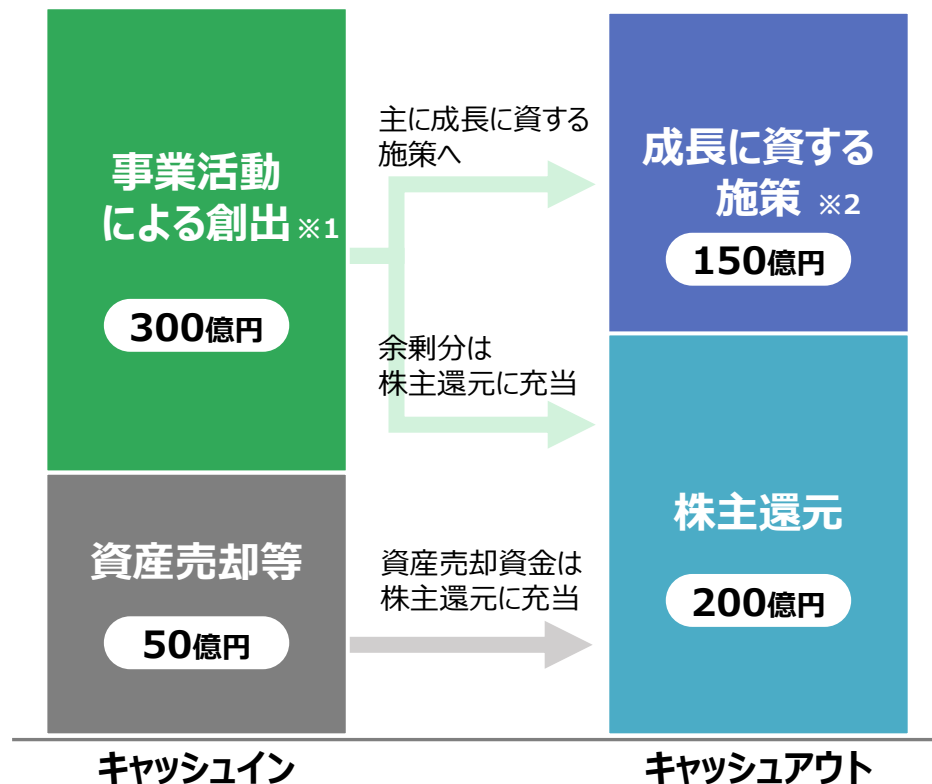 事業活動
による創出 ※1
300億円
資産売却等
50億円
キャッシュイン
主に成長に資する
施策へ
余剰分は
株主還元に充当
資産売却資金は
株主還元に充当
成長に資する
施策 ※2
150億円
株主還元
200億円
キャッシュアウト